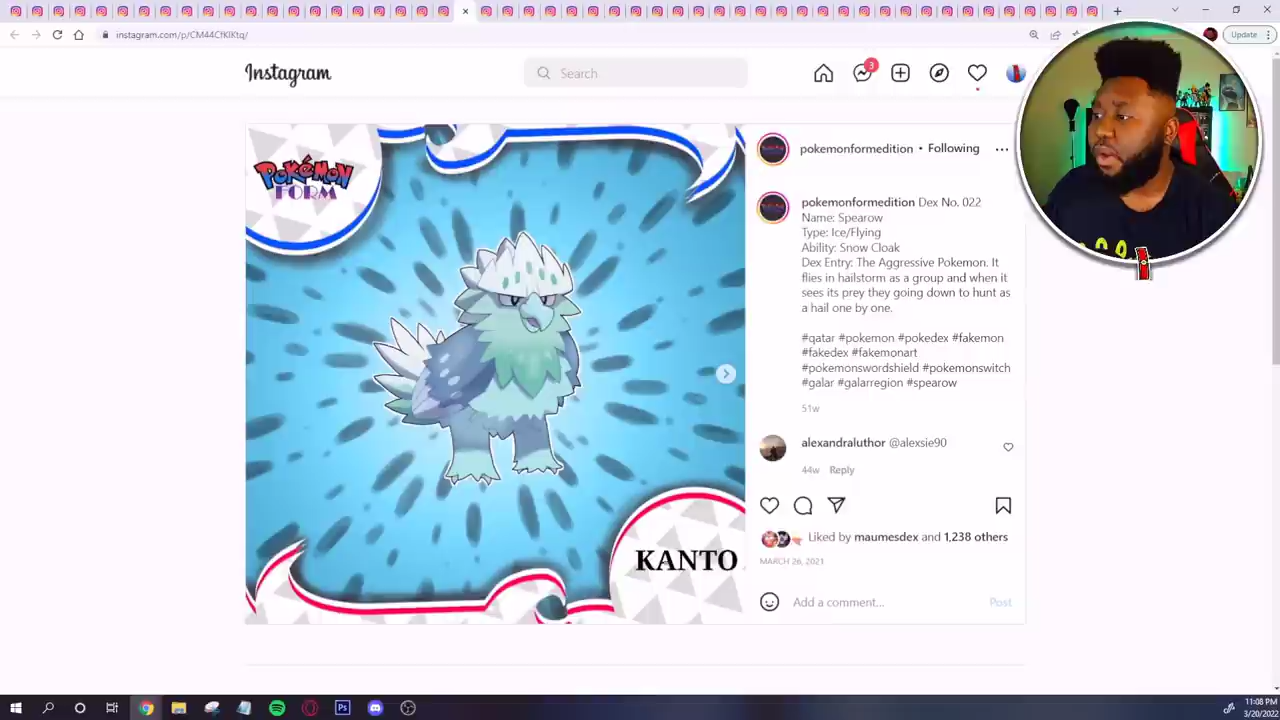 instagram.com/p/CM44CfKlKtq/
Update
Instagram
Search
3
POKéMON
FORM
KANTO
pokemonformedition • Following
pokemonformedition Dex No. 022
Name: Spearow
Type: Ice/Flying
Ability: Snow Cloak
Dex Entry: The Aggressive Pokemon. It
flies in hailstorm as a group and when it
sees its prey they going down to hunt as
a hail one by one.
#qatar #pokemon #pokedex #fakemon
#fakedex #fakemonart
#pokemonswordshield #pokemonswitch
#galar #galarregion #spearow
51w
alexandraluthor @alexsie90
44w Reply
Liked by maumesdex and 1,238 others
MARCH 26, 2021
Add a comment...
Post
Ps
11:08 PM
3/20/2022